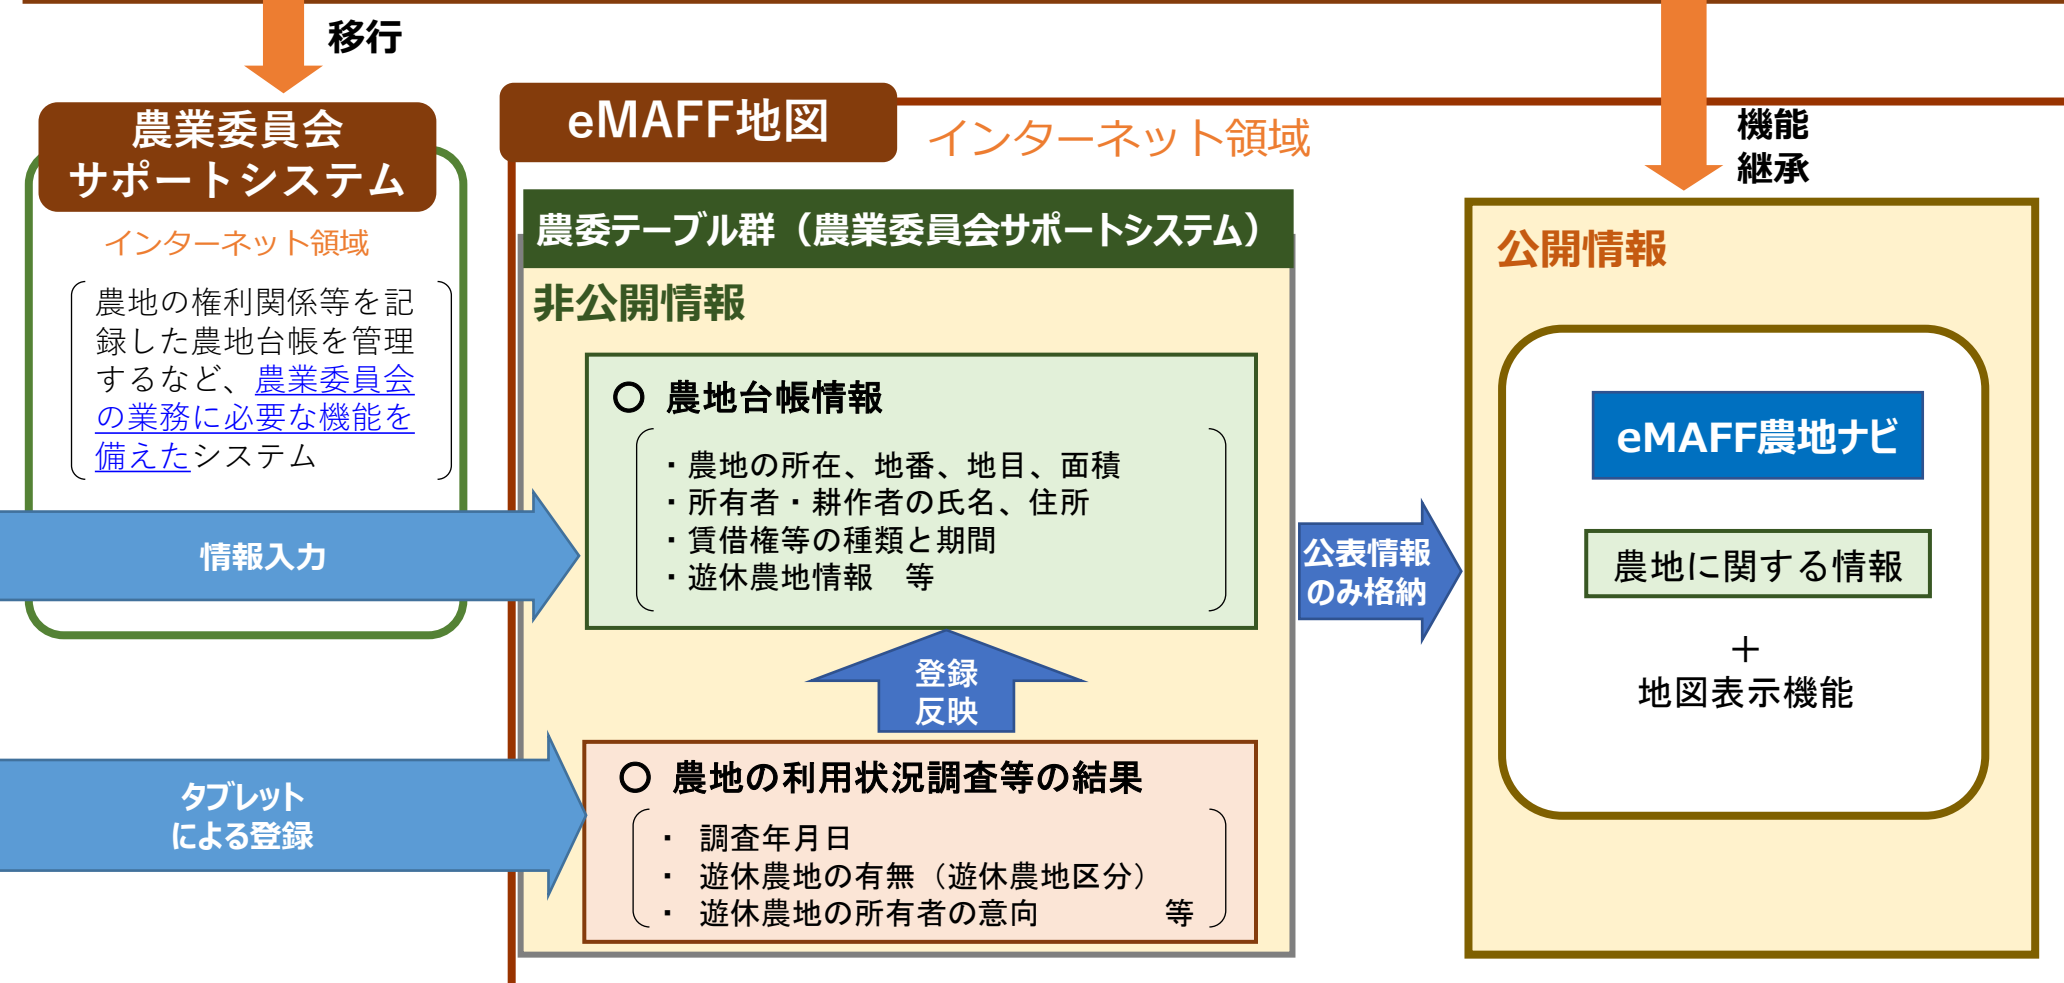 移行
農業委員会
サポートシステム
インターネット領域
農地の権利関係等を記
録した農地台帳を管理
するなど、農業委員会
の業務に必要な機能を
備えたシステム
情報入力
タブレット
による登録
eMAFF地図
インターネット領域
農委テーブル群（農業委員会サポートシステム）
非公開情報
○ 農地台帳情報
・農地の所在、地番、地目、面積
・所有者・耕作者の氏名、住所
・賃借権等の種類と期間
・遊休農地情報　等
登録
反映
○ 農地の利用状況調査等の結果
・ 調査年月日
・ 遊休農地の有無（遊休農地区分）
・ 遊休農地の所有者の意向　　　　等
公表情報
のみ格納
機能
継承
公開情報
eMAFF農地ナビ
農地に関する情報
＋
地図表示機能